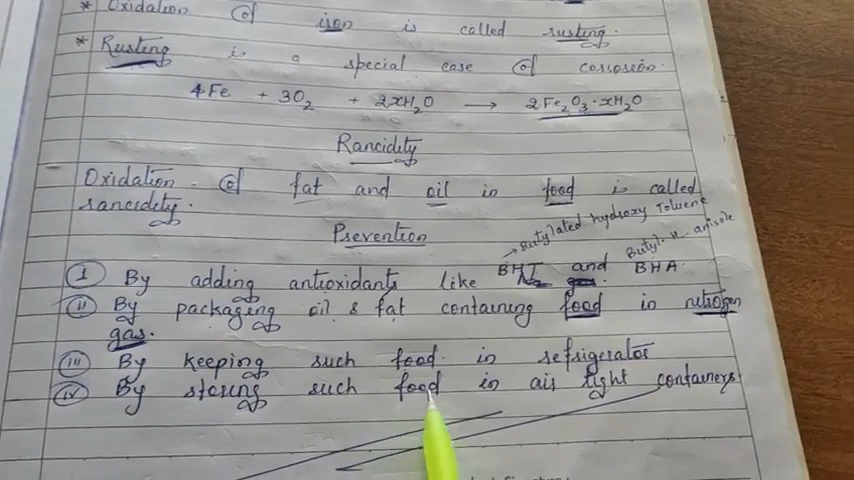 * Oxidation of iron is called rusting.
* Rusting is a special case of corrosion.
4Fe + 3O₂ + 2xH₂O → 2Fe₂O₃·xH₂O
Rancidity
Oxidation of fat and oil in food is called
rancidity.
Prevention
→ Butylated hydroxy Toluene
Butyl. H.. anisole
(i) By adding antioxidants like BHT and BHA.
(ii) By packaging oil & fat containing food in nitrogen
gas.
(iii) By keeping such food in refrigerator
(iv) By storing such food in air tight containers.